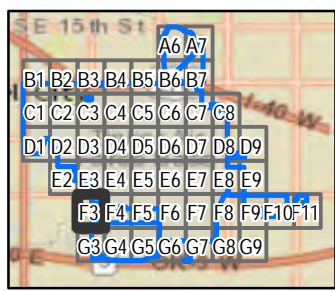 SE 15th St
A6 A7
B1 B2 B3 B4 B5 B6 B7
I-40 W
C1 C2 C3 C4 C5 C6 C7 C8
D1 D2 D3 D4 D5 D6 D7 D8 D9
E2 E3 E4 E5 E6 E7 E8 E9
F3 F4 F5 F6 F7 F8 F9 F10 F11
G3 G4 G5 G6 G7 G8 G9